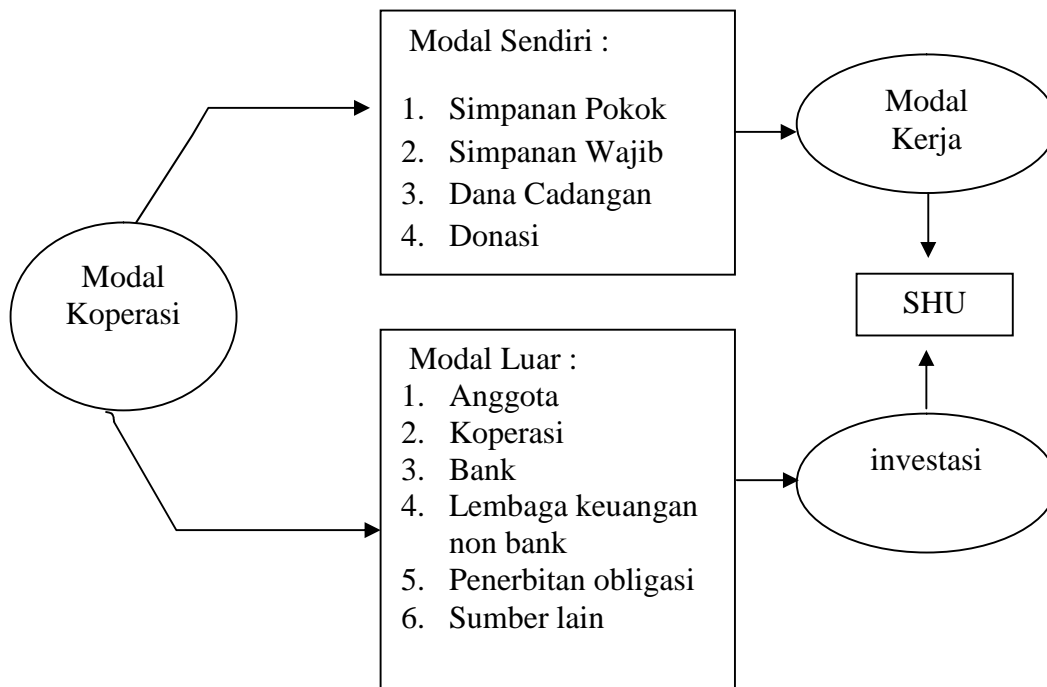 Modal Koperasi
Modal Sendiri :
1. Simpanan Pokok
2. Simpanan Wajib
3. Dana Cadangan
4. Donasi
Modal Luar :
1. Anggota
2. Koperasi
3. Bank
4. Lembaga keuangan
non bank
5. Penerbitan obligasi
6. Sumber lain
Modal
Kerja
SHU
investasi